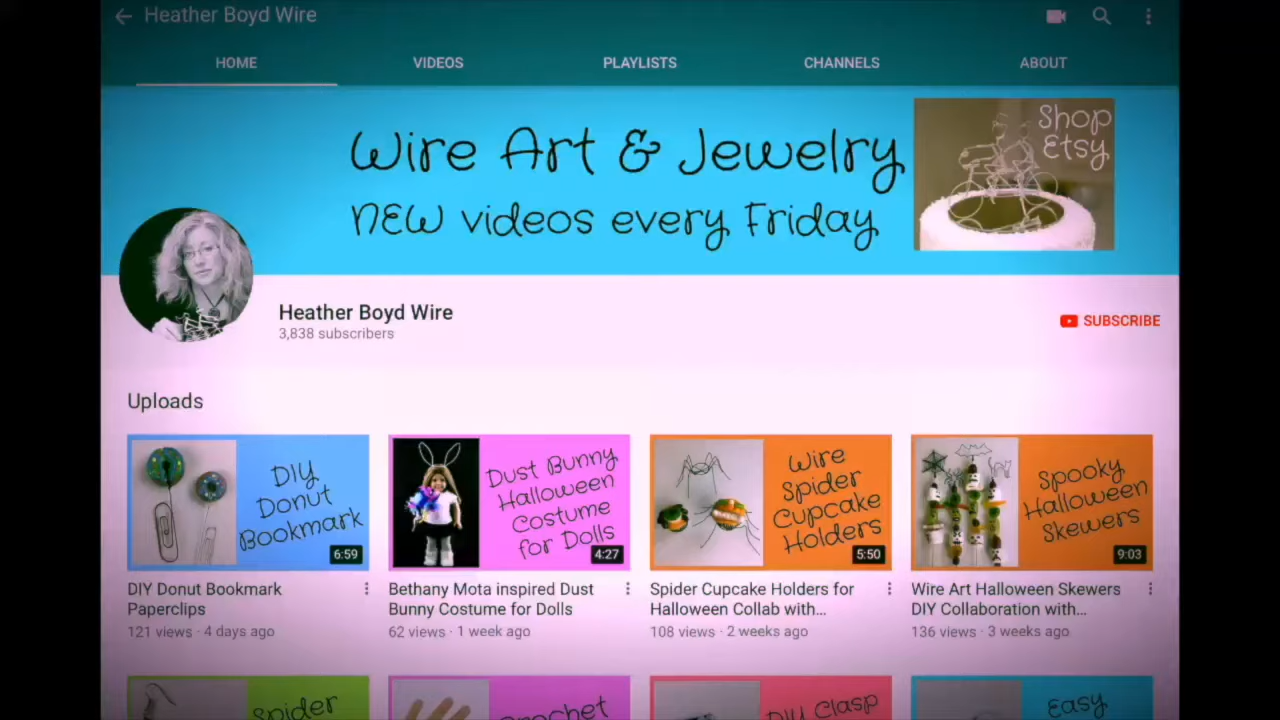 Heather Boyd Wire
HOME VIDEOS PLAYLISTS CHANNELS ABOUT
Wire Art & Jewelry
NEW videos every Friday
Shop
Etsy
Heather Boyd Wire
3,838 subscribers
SUBSCRIBE
Uploads
DIY
Donut
Bookmark
6:59
Dust Bunny
Halloween
Costume
for Dolls
4:27
Wire
Spider
Cupcake
Holders
5:50
Spooky
Halloween
Skewers
9:03
DIY Donut Bookmark
Paperclips
121 views · 4 days ago
Bethany Mota inspired Dust
Bunny Costume for Dolls
62 views · 1 week ago
Spider Cupcake Holders for
Halloween Collab with...
108 views · 2 weeks ago
Wire Art Halloween Skewers
DIY Collaboration with...
136 views · 3 weeks ago
Spider
Crochet
DIY Clasp
Easy